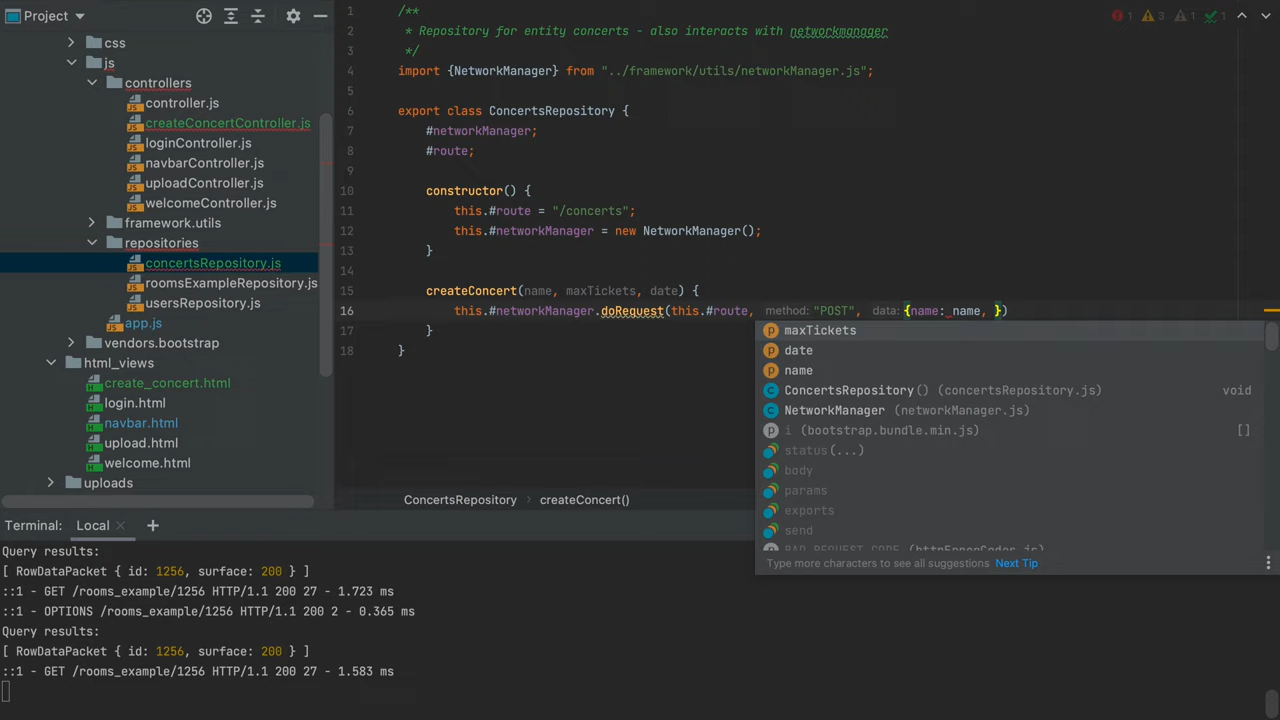 Project
css
js
controllers
controller.js
createConcertController.js
loginController.js
navbarController.js
uploadController.js
welcomeController.js
framework.utils
repositories
concertsRepository.js
roomsExampleRepository.js
usersRepository.js
app.js
vendors.bootstrap
html_views
create_concert.html
login.html
navbar.html
upload.html
welcome.html
uploads
1 3 1 1
1 /**
2 * Repository for entity concerts - also interacts with networkmanager
3 */
4 import {NetworkManager} from "../framework/utils/networkManager.js";
5
6 export class ConcertsRepository {
7 #networkManager;
8 #route;
9
10 constructor() {
11 this.#route = "/concerts";
12 this.#networkManager = new NetworkManager();
13 }
14
15 createConcert(name, maxTickets, date) {
16 this.#networkManager.doRequest(this.#route, method: "POST", data: {name: name, })
17 }
18 }
maxTickets
date
name
ConcertsRepository() (concertsRepository.js) void
NetworkManager (networkManager.js)
i (bootstrap.bundle.min.js) []
status(...)
body
params
exports
send
BAD_REQUEST_CODE (httpErrorCodes.js)
Type more characters to see all suggestions Next Tip
ConcertsRepository › createConcert()
Terminal: Local × +
Query results:
[ RowDataPacket { id: 1256, surface: 200 } ]
::1 - GET /rooms_example/1256 HTTP/1.1 200 27 - 1.723 ms
::1 - OPTIONS /rooms_example/1256 HTTP/1.1 200 2 - 0.365 ms
Query results:
[ RowDataPacket { id: 1256, surface: 200 } ]
::1 - GET /rooms_example/1256 HTTP/1.1 200 27 - 1.583 ms